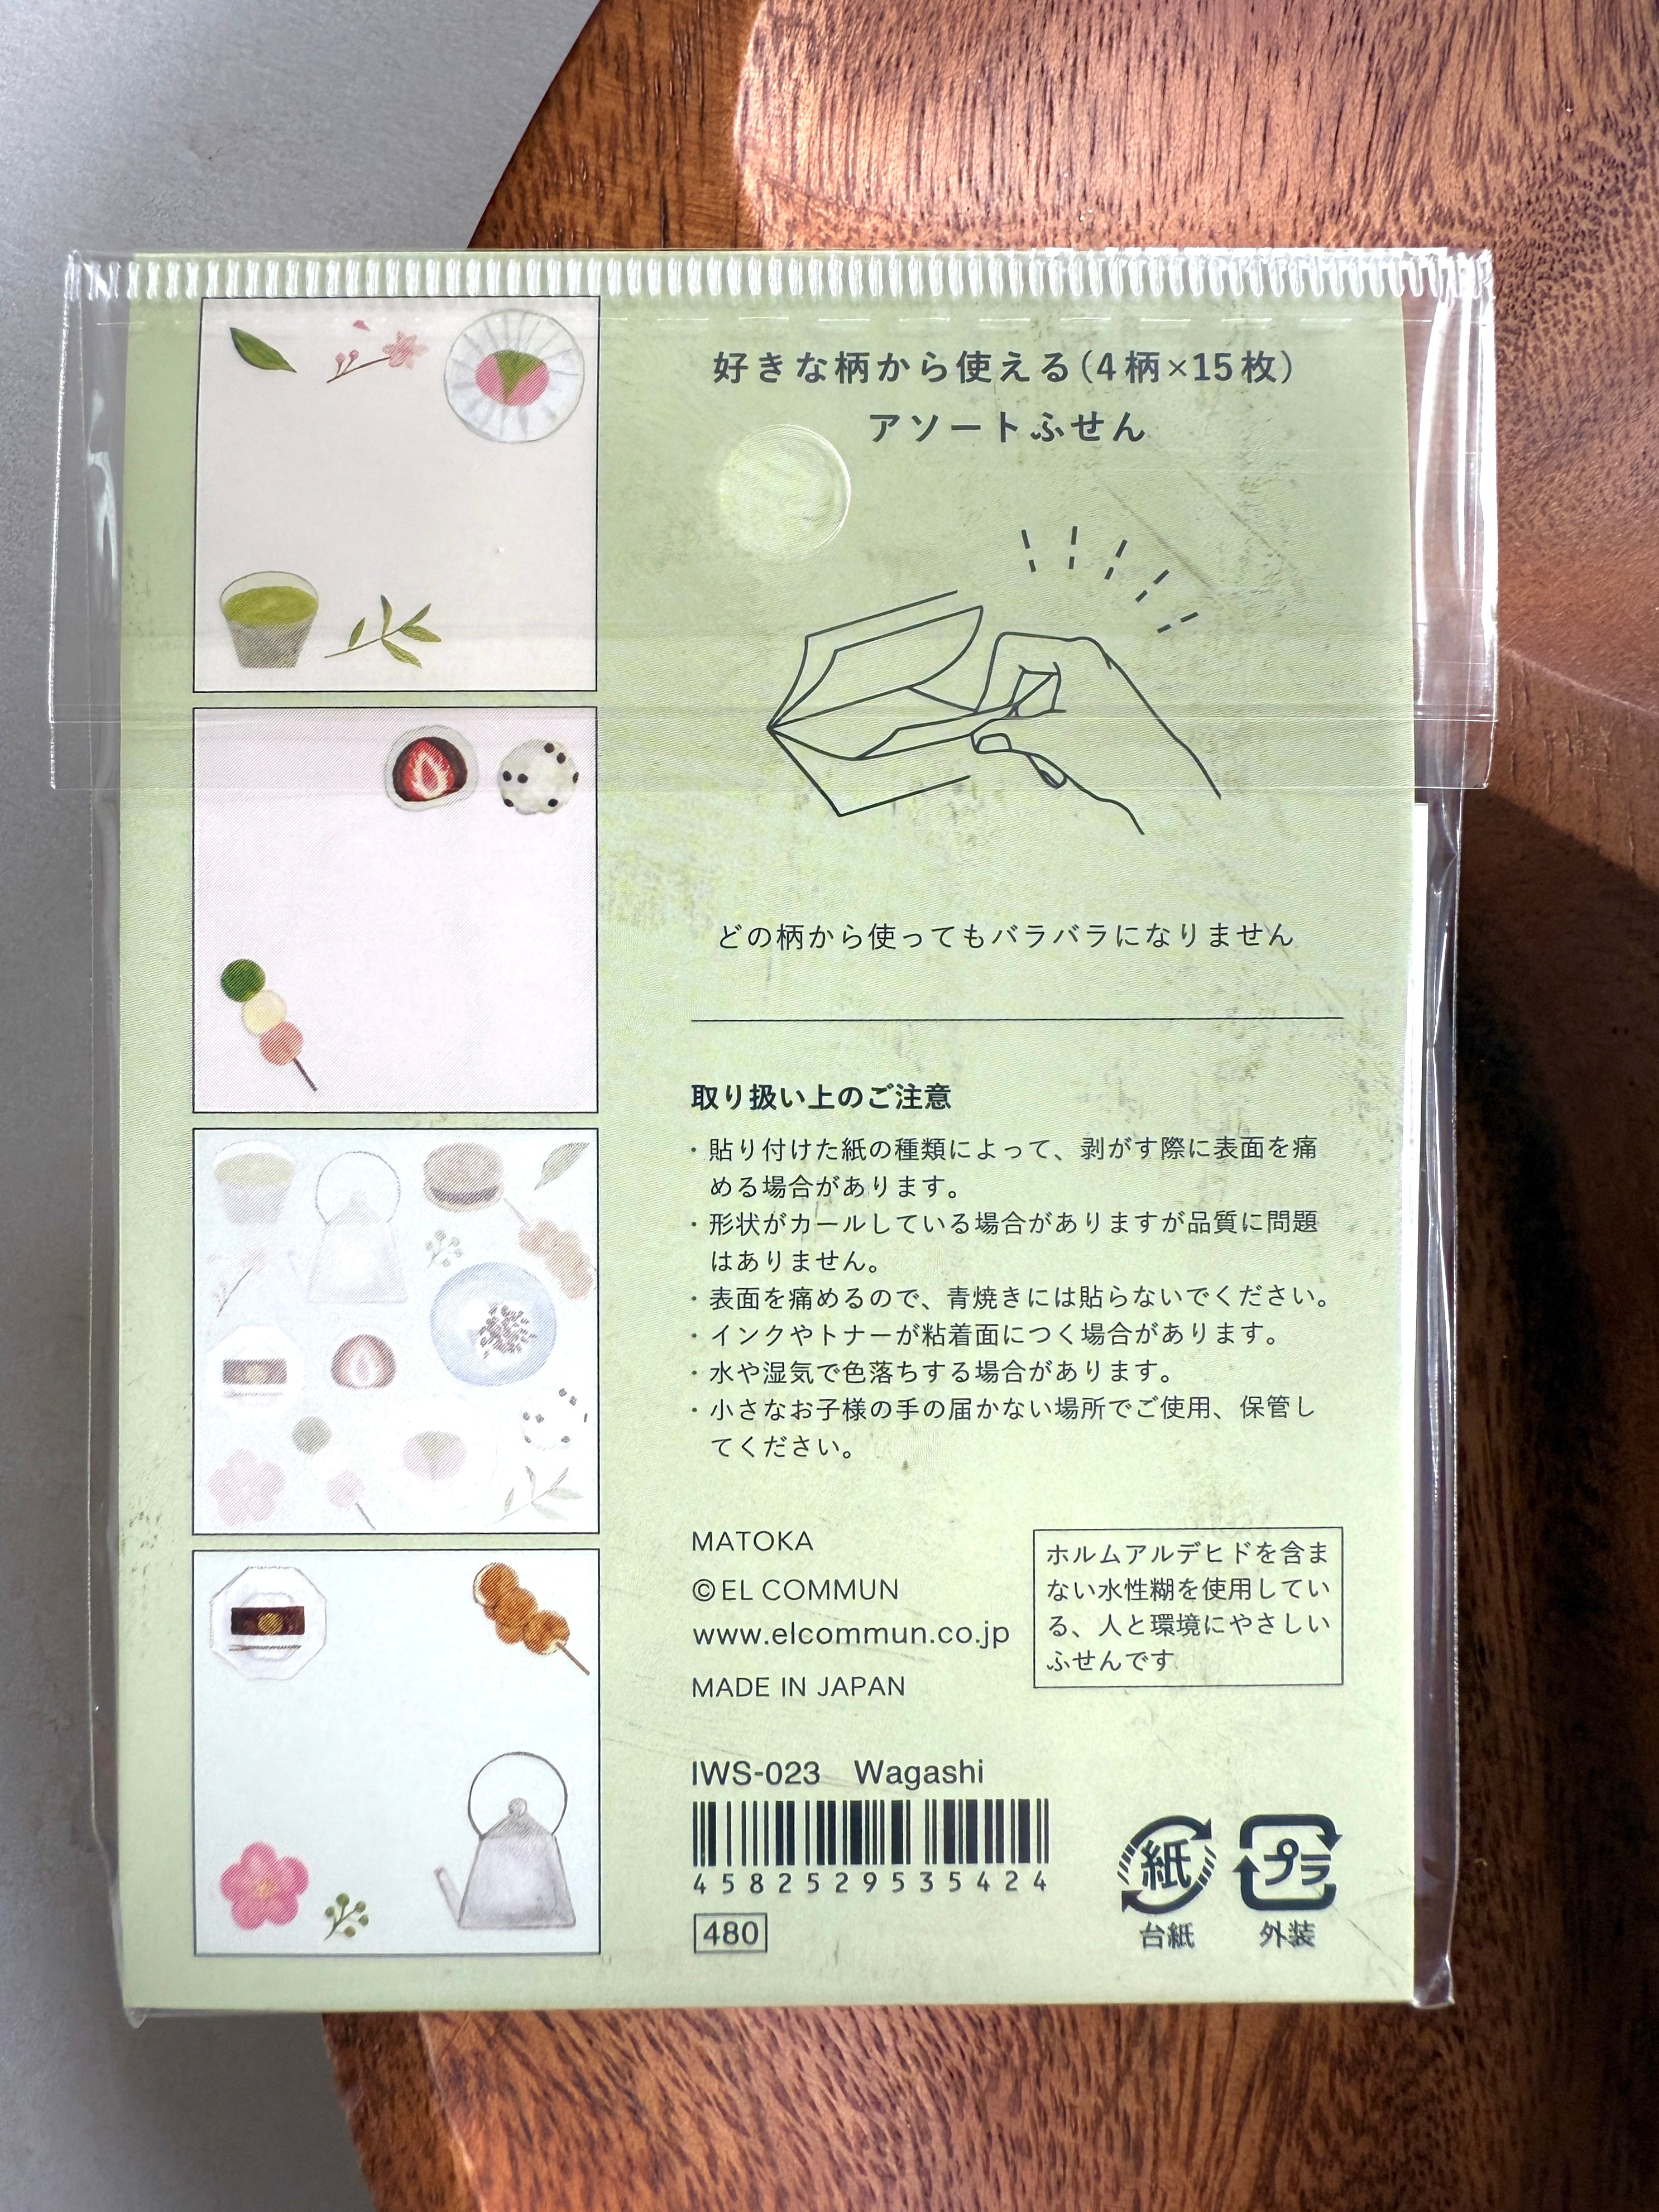 好きな柄から使える(4柄×15枚)
アソートふせん
どの柄から使ってもバラバラになりません
取り扱い上のご注意
・貼り付けた紙の種類によって、剥がす際に表面を痛
める場合があります。
・形状がカールしている場合がありますが品質に問題
はありません。
・表面を痛めるので、青焼きには貼らないでください。
・インクやトナーが粘着面につく場合があります。
・水や湿気で色落ちする場合があります。
・小さなお子様の手の届かない場所でご使用、保管し
てください。
MATOKA
©EL COMMUN
www.elcommun.co.jp
MADE IN JAPAN
ホルムアルデヒドを含ま
ない水性糊を使用してい
る、人と環境にやさしい
ふせんです
IWS-023 Wagashi
4582529535424
480
紙
台紙
プラ
外装